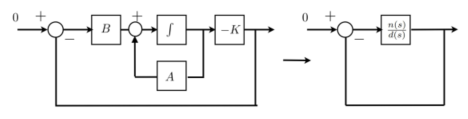 0 + − B + ∫ −K
A
0 + − n(s)
d(s)